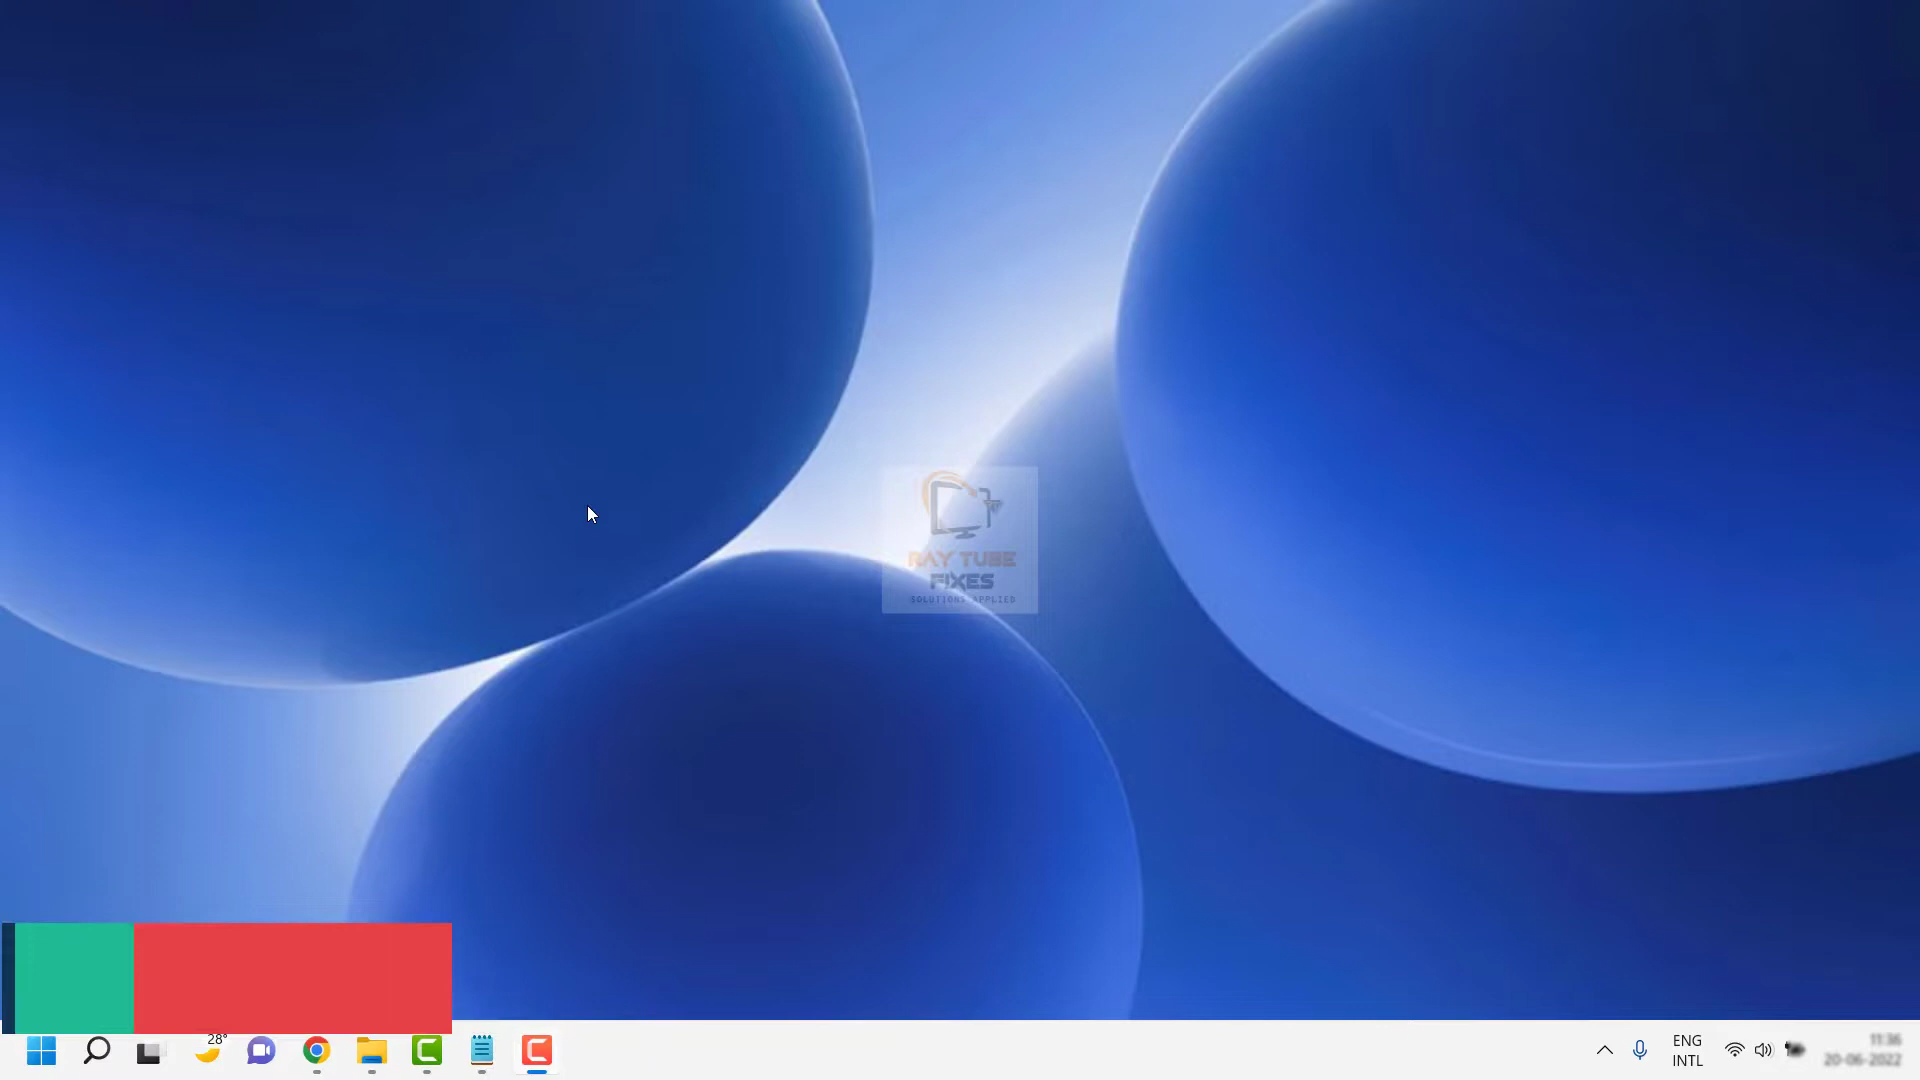 RAY TUBE
FIXES
SOLUTIONS APPLIED
28°
ENG
INTL
11:36
20-06-2022